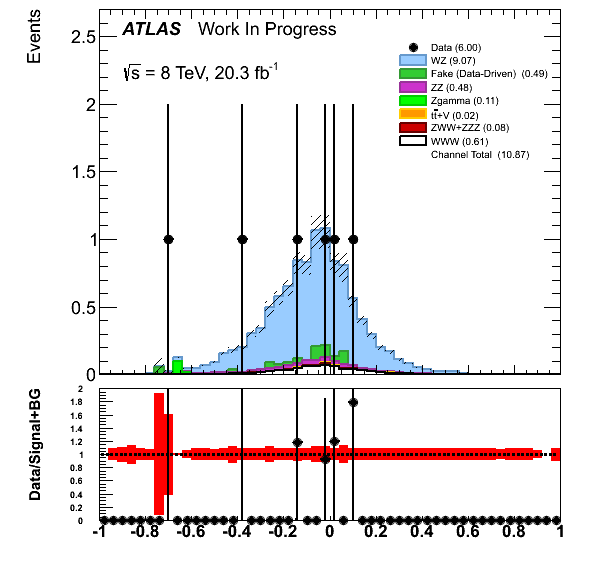 Events
2.5
2
1.5
1
0.5
0
ATLAS Work In Progress
√s = 8 TeV, 20.3 fb-1
Data (6.00)
WZ (9.07)
Fake (Data-Driven) (0.49)
ZZ (0.48)
Zgamma (0.11)
tt̄+V (0.02)
ZWW+ZZZ (0.08)
WWW (0.61)
Channel Total (10.87)
Data/Signal+BG
2
1.8
1.6
1.4
1.2
1
0.8
0.6
0.4
0.2
0
-1 -0.8 -0.6 -0.4 -0.2 0 0.2 0.4 0.6 0.8 1